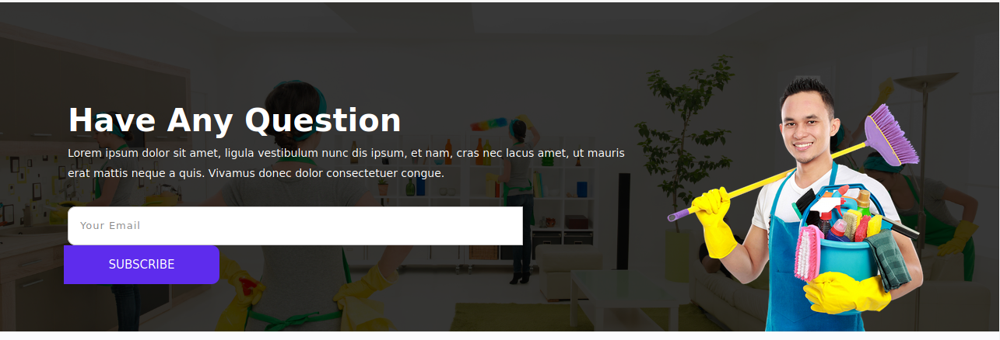 Have Any Question
Lorem ipsum dolor sit amet, ligula vestibulum nunc dis ipsum, et nam, cras nec lacus amet, ut mauris
erat mattis neque a quis. Vivamus donec dolor consectetuer congue.
Your Email
SUBSCRIBE